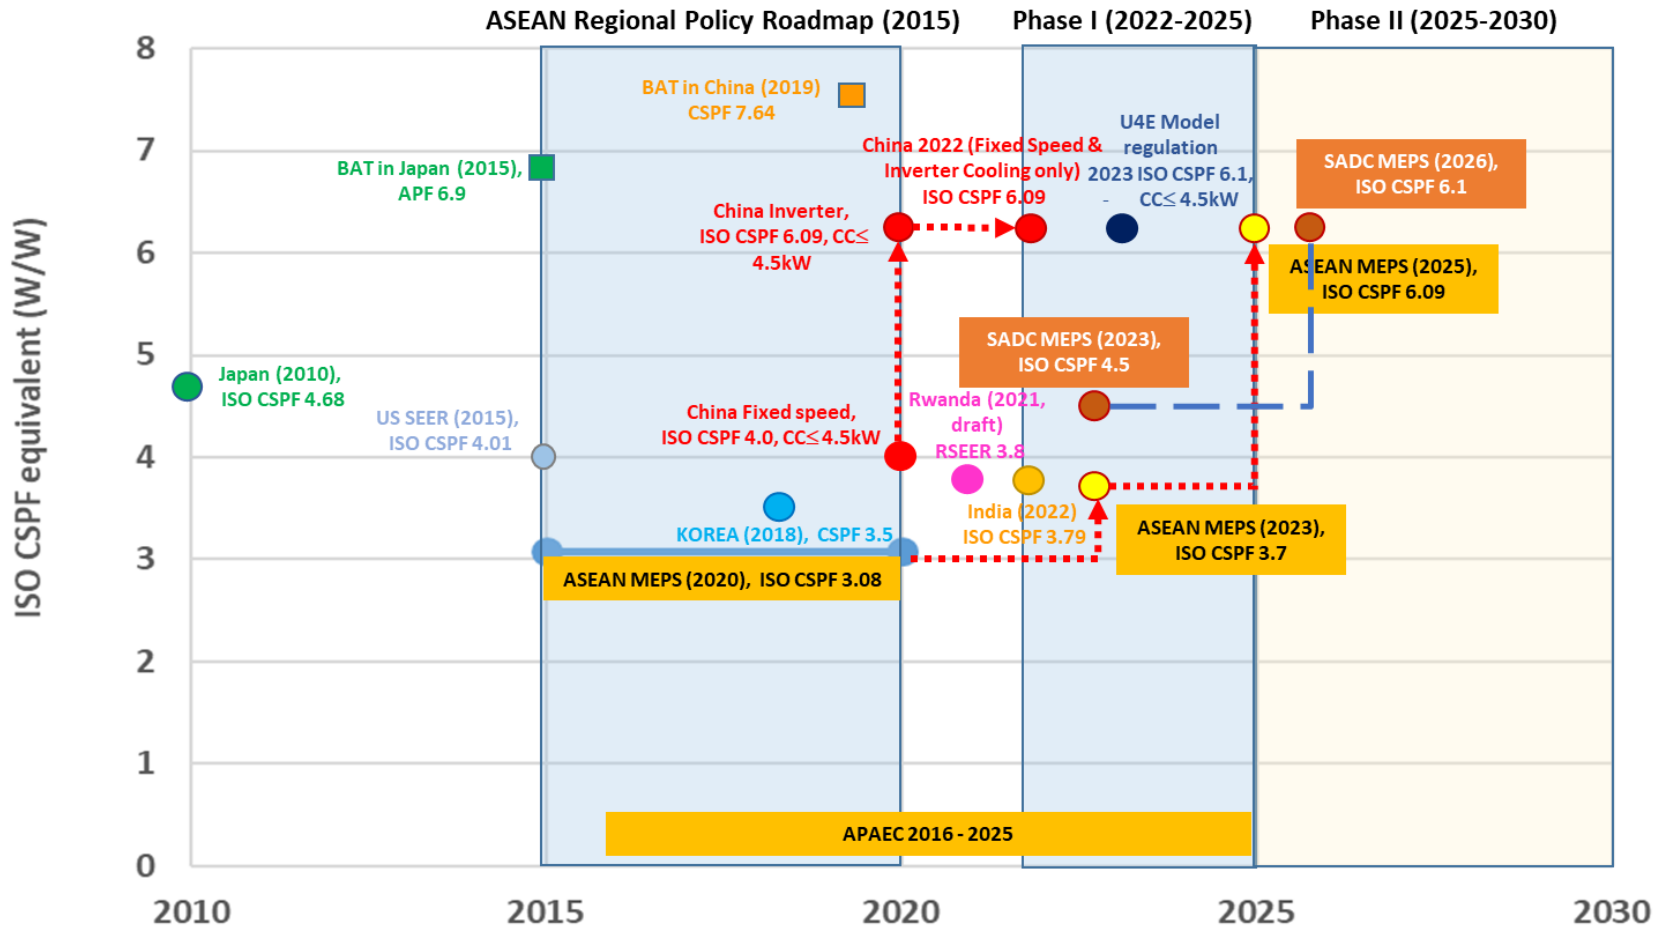 ASEAN Regional Policy Roadmap (2015)
Phase I (2022-2025)
Phase II (2025-2030)
ISO CSPF equivalent (W/W)
8
7
6
5
4
3
2
1
0
BAT in China (2019)
CSPF 7.64
BAT in Japan (2015),
APF 6.9
China 2022 (Fixed Speed &
Inverter Cooling only)
ISO CSPF 6.09
U4E Model
regulation
2023 ISO CSPF 6.1,
- CC≤ 4.5kW
SADC MEPS (2026),
ISO CSPF 6.1
China Inverter,
ISO CSPF 6.09, CC≤
4.5kW
ASEAN MEPS (2025),
ISO CSPF 6.09
SADC MEPS (2023),
ISO CSPF 4.5
Japan (2010),
ISO CSPF 4.68
US SEER (2015),
ISO CSPF 4.01
China Fixed speed,
ISO CSPF 4.0, CC≤ 4.5kW
Rwanda (2021,
draft)
RSEER 3.8
India (2022)
ISO CSPF 3.79
KOREA (2018), CSPF 3.5
ASEAN MEPS (2023),
ISO CSPF 3.7
ASEAN MEPS (2020), ISO CSPF 3.08
APAEC 2016 - 2025
2010
2015
2020
2025
2030